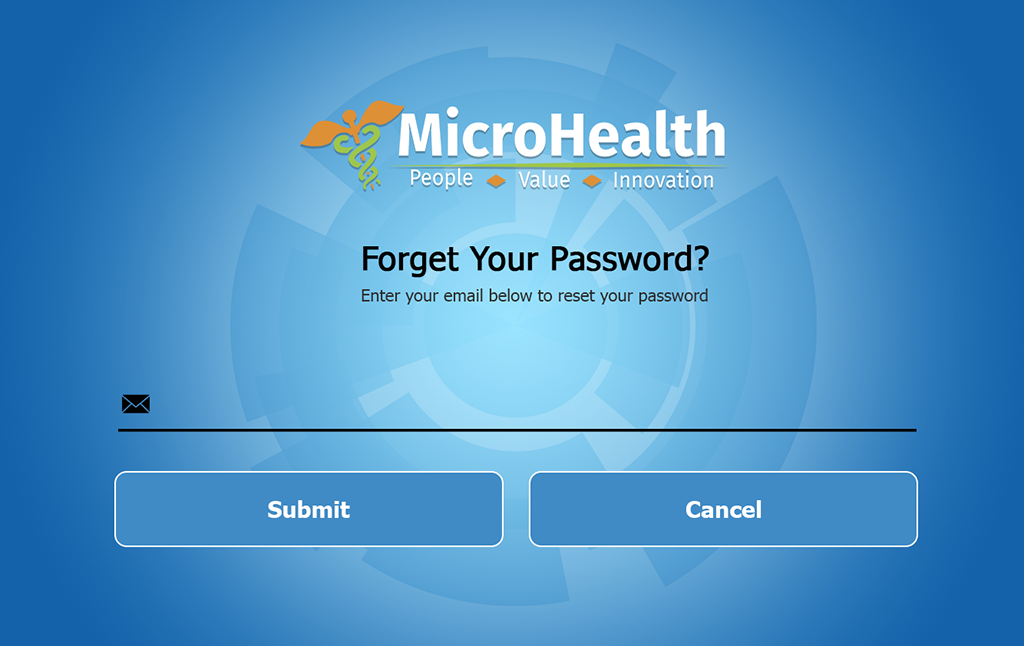 MicroHealth
People Value Innovation
Forget Your Password?
Enter your email below to reset your password
Submit Cancel